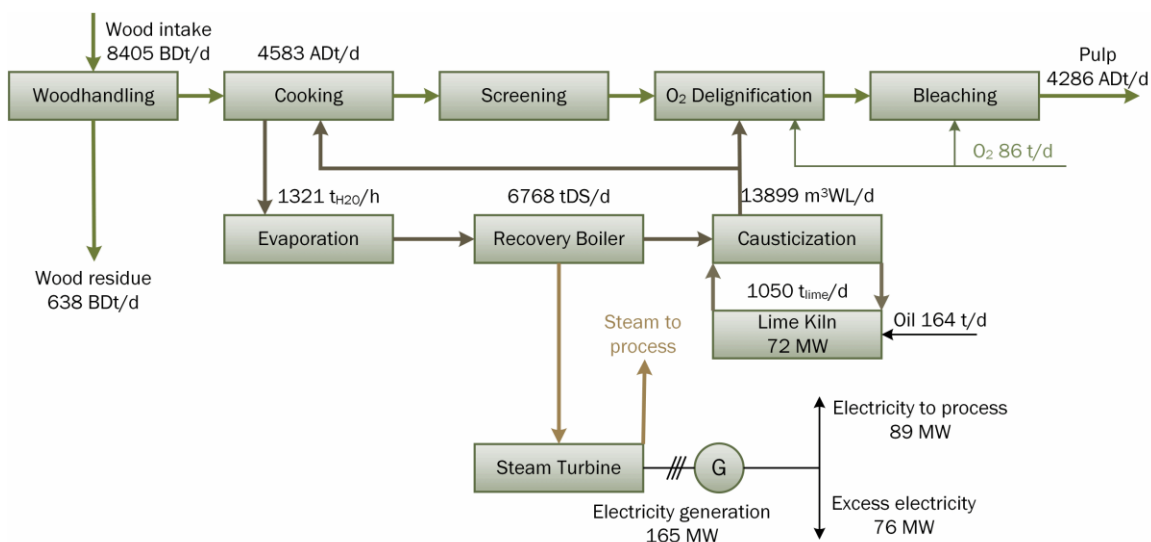 Wood intake
8405 BDt/d
4583 ADt/d
Pulp
4286 ADt/d
Woodhandling
Cooking
Screening
O₂ Delignification
Bleaching
O₂ 86 t/d
1321 tH20/h
6768 tDS/d
13899 m³WL/d
Evaporation
Recovery Boiler
Causticization
Wood residue
638 BDt/d
1050 tlime/d
Steam to
process
Lime Kiln
72 MW
Oil 164 t/d
Electricity to process
89 MW
Steam Turbine
G
Electricity generation
165 MW
Excess electricity
76 MW